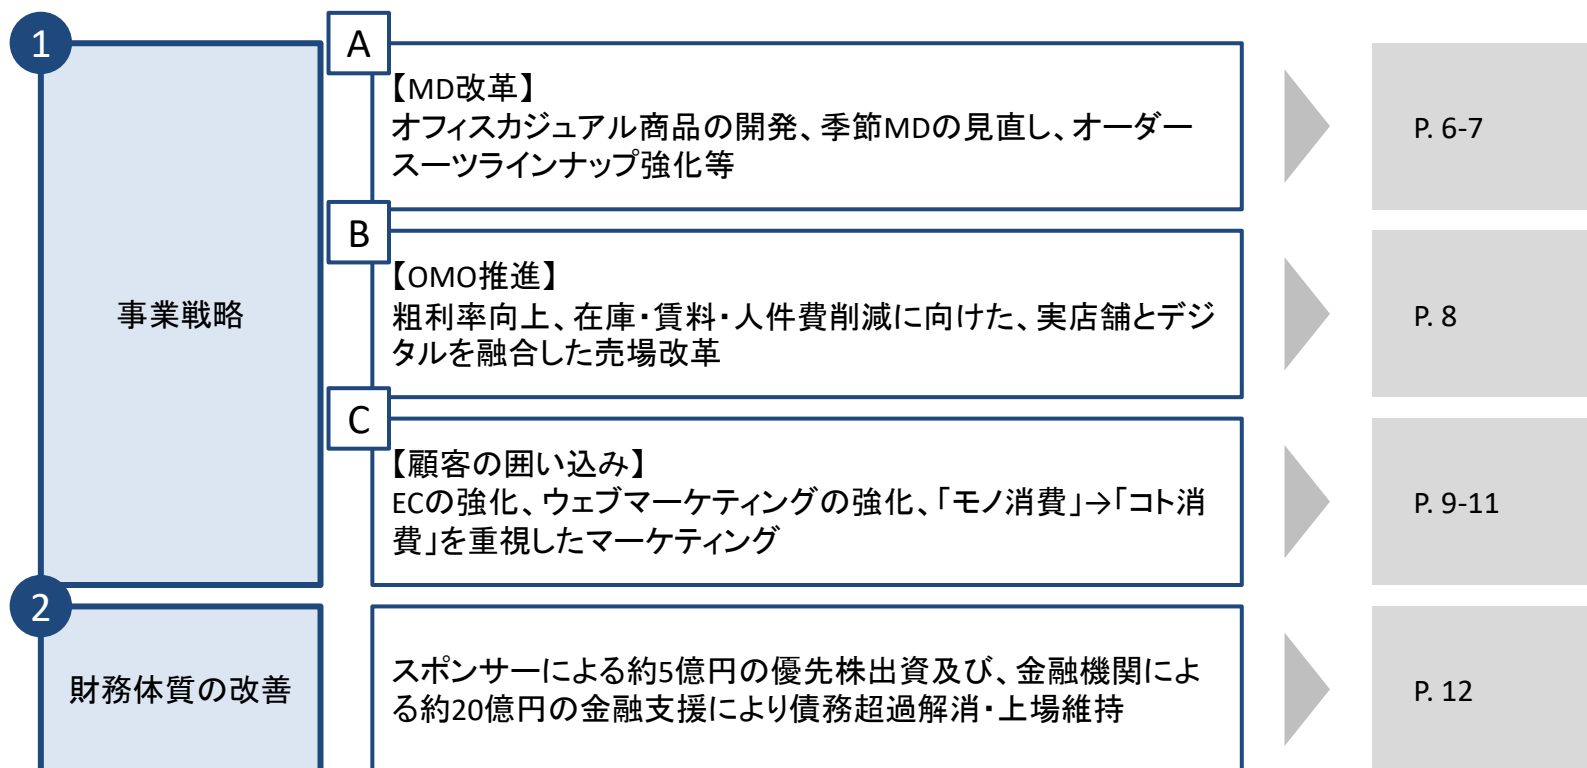 1
事業戦略
A
【MD改革】
オフィスカジュアル商品の開発、季節MDの見直し、オーダー
スーツラインナップ強化等
P. 6-7
B
【OMO推進】
粗利率向上、在庫・賃料・人件費削減に向けた、実店舗とデジ
タルを融合した売場改革
P. 8
C
【顧客の囲い込み】
ECの強化、ウェブマーケティングの強化、「モノ消費」→「コト消
費」を重視したマーケティング
P. 9-11
2
財務体質の改善
スポンサーによる約5億円の優先株出資及び、金融機関によ
る約20億円の金融支援により債務超過解消・上場維持
P. 12